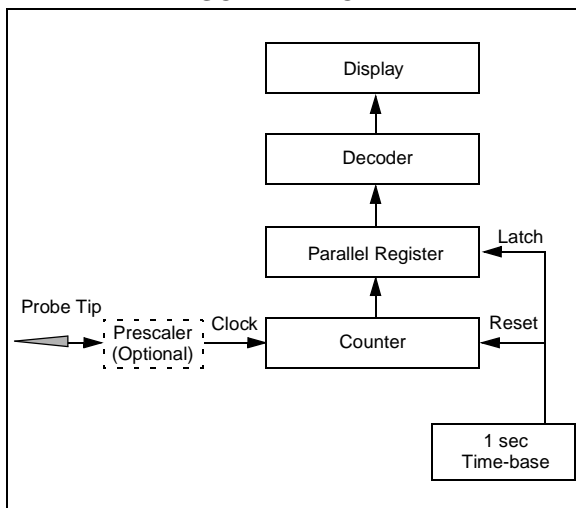 Display
Decoder
Latch
Parallel Register
Probe Tip
Clock
Reset
Prescaler
(Optional)
Counter
1 sec
Time-base